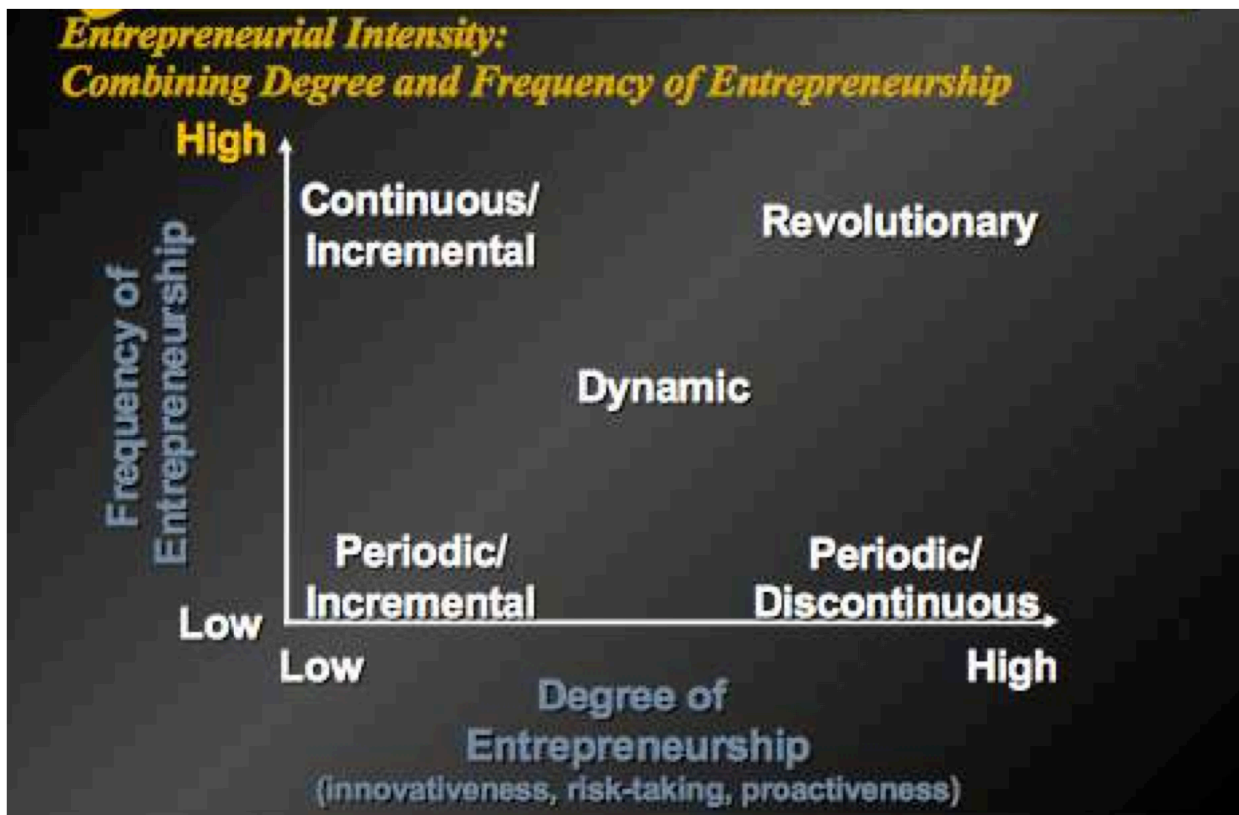 Entrepreneurial Intensity:
Combining Degree and Frequency of Entrepreneurship
High
Continuous/
Incremental
Revolutionary
Frequency of
Entrepreneurship
Dynamic
Periodic/
Incremental
Periodic/
Discontinuous
Low
Low
High
Degree of
Entrepreneurship
(innovativeness, risk-taking, proactiveness)